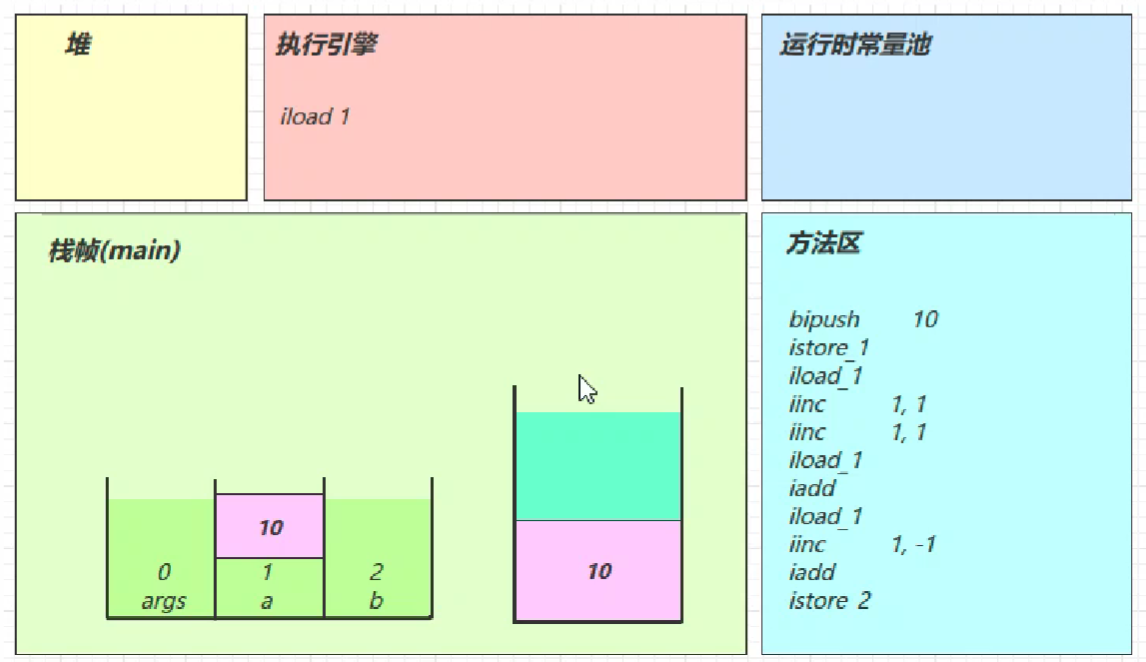 堆
执行引擎
iload 1
运行时常量池
栈帧(main)
10
0
1
2
args
a
b
10
方法区
bipush 10
istore_1
iload_1
iinc 1, 1
iinc 1, 1
iload_1
iadd
iload_1
iinc 1, -1
iadd
istore 2